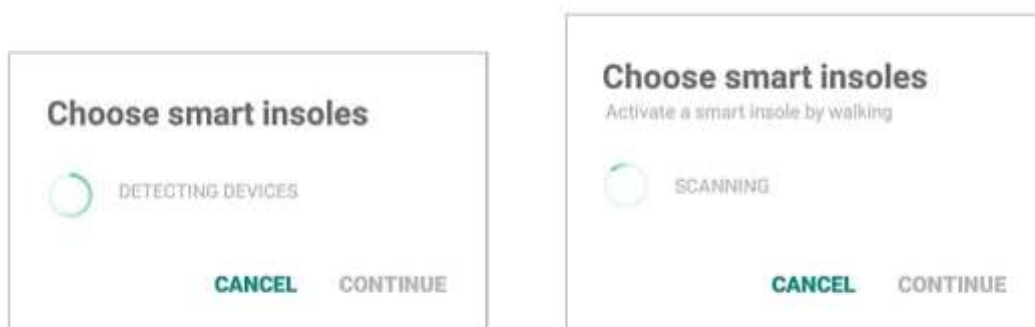 Choose smart insoles
DETECTING DEVICES
CANCEL CONTINUE
Choose smart insoles
Activate a smart insole by walking
SCANNING
CANCEL CONTINUE